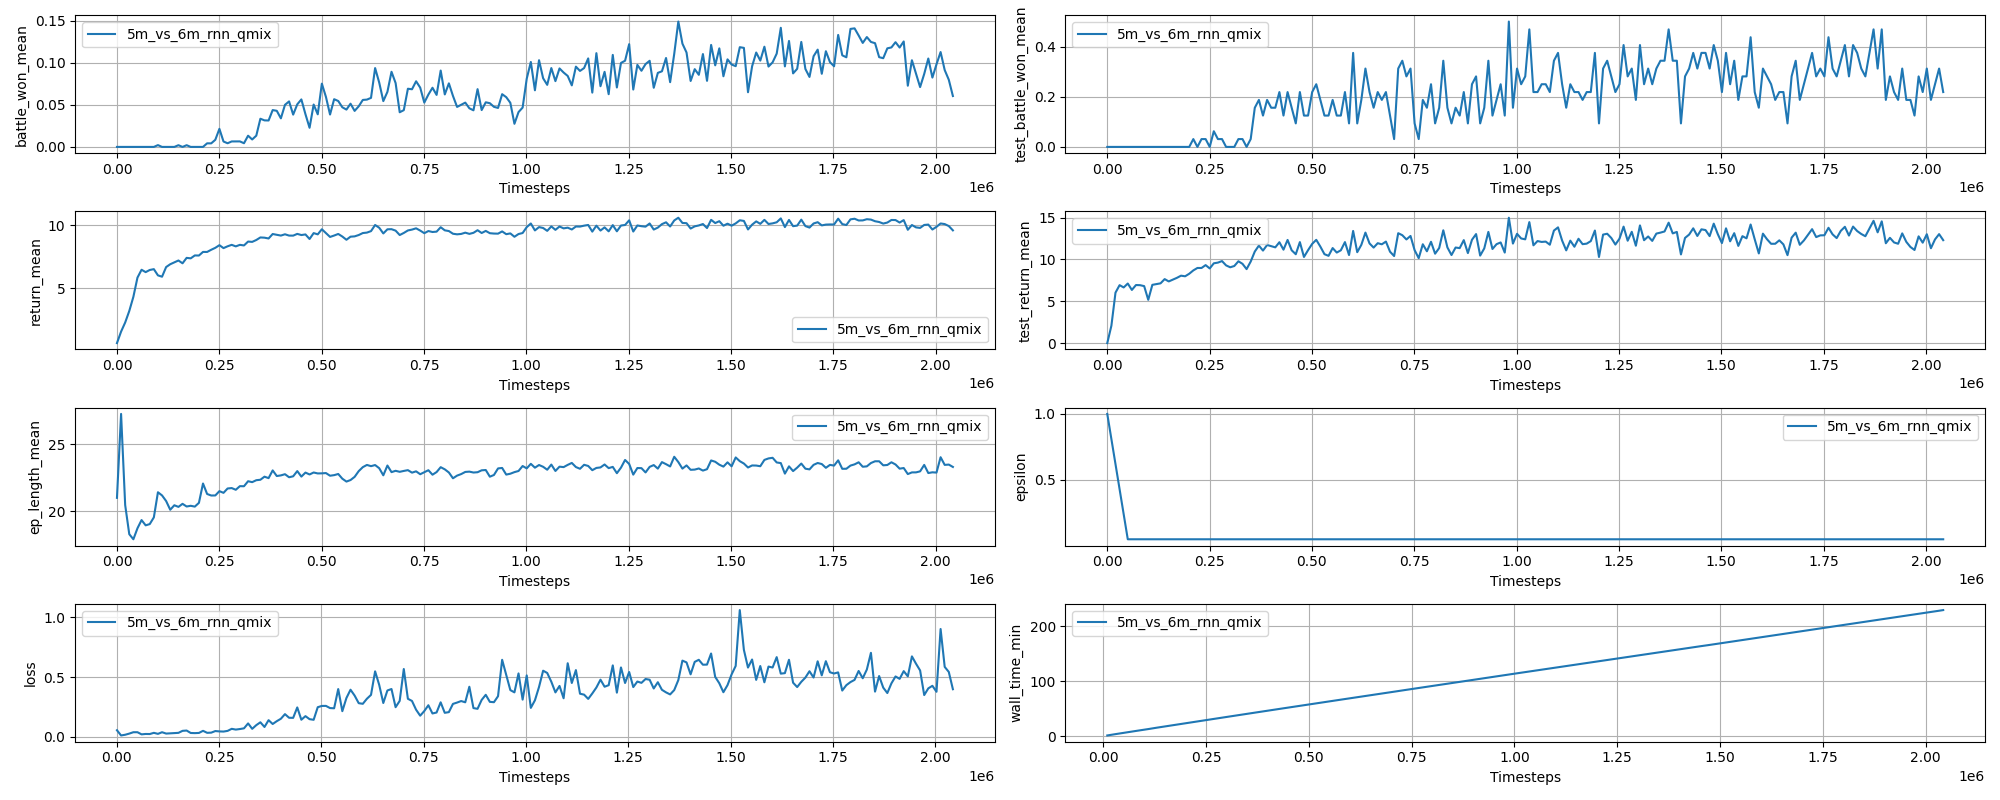 battle_won_mean
0.15
0.10
0.05
0.00
5m_vs_6m_rnn_qmix
0.00 0.25 0.50 0.75 1.00 1.25 1.50 1.75 2.00
Timesteps
1e6
test_battle_won_mean
0.4
0.2
0.0
5m_vs_6m_rnn_qmix
0.00 0.25 0.50 0.75 1.00 1.25 1.50 1.75 2.00
Timesteps
1e6
return_mean
10
5
5m_vs_6m_rnn_qmix
0.00 0.25 0.50 0.75 1.00 1.25 1.50 1.75 2.00
Timesteps
1e6
test_return_mean
15
10
5
0
5m_vs_6m_rnn_qmix
0.00 0.25 0.50 0.75 1.00 1.25 1.50 1.75 2.00
Timesteps
1e6
ep_length_mean
25
20
5m_vs_6m_rnn_qmix
0.00 0.25 0.50 0.75 1.00 1.25 1.50 1.75 2.00
Timesteps
1e6
epsilon
1.0
0.5
5m_vs_6m_rnn_qmix
0.00 0.25 0.50 0.75 1.00 1.25 1.50 1.75 2.00
Timesteps
1e6
loss
1.0
0.5
0.0
5m_vs_6m_rnn_qmix
0.00 0.25 0.50 0.75 1.00 1.25 1.50 1.75 2.00
Timesteps
1e6
wall_time_min
200
100
0
5m_vs_6m_rnn_qmix
0.00 0.25 0.50 0.75 1.00 1.25 1.50 1.75 2.00
Timesteps
1e6